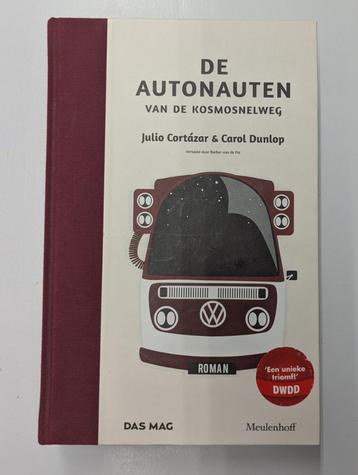 DE
AUTONAUTEN
VAN DE KOSMOSNELWEG
Julio Cortázar & Carol Dunlop
Vertaald door Barber van de Pol
VW
ROMAN
'Een unieke
triomf!'
DWDD
DAS MAG
Meulenhoff